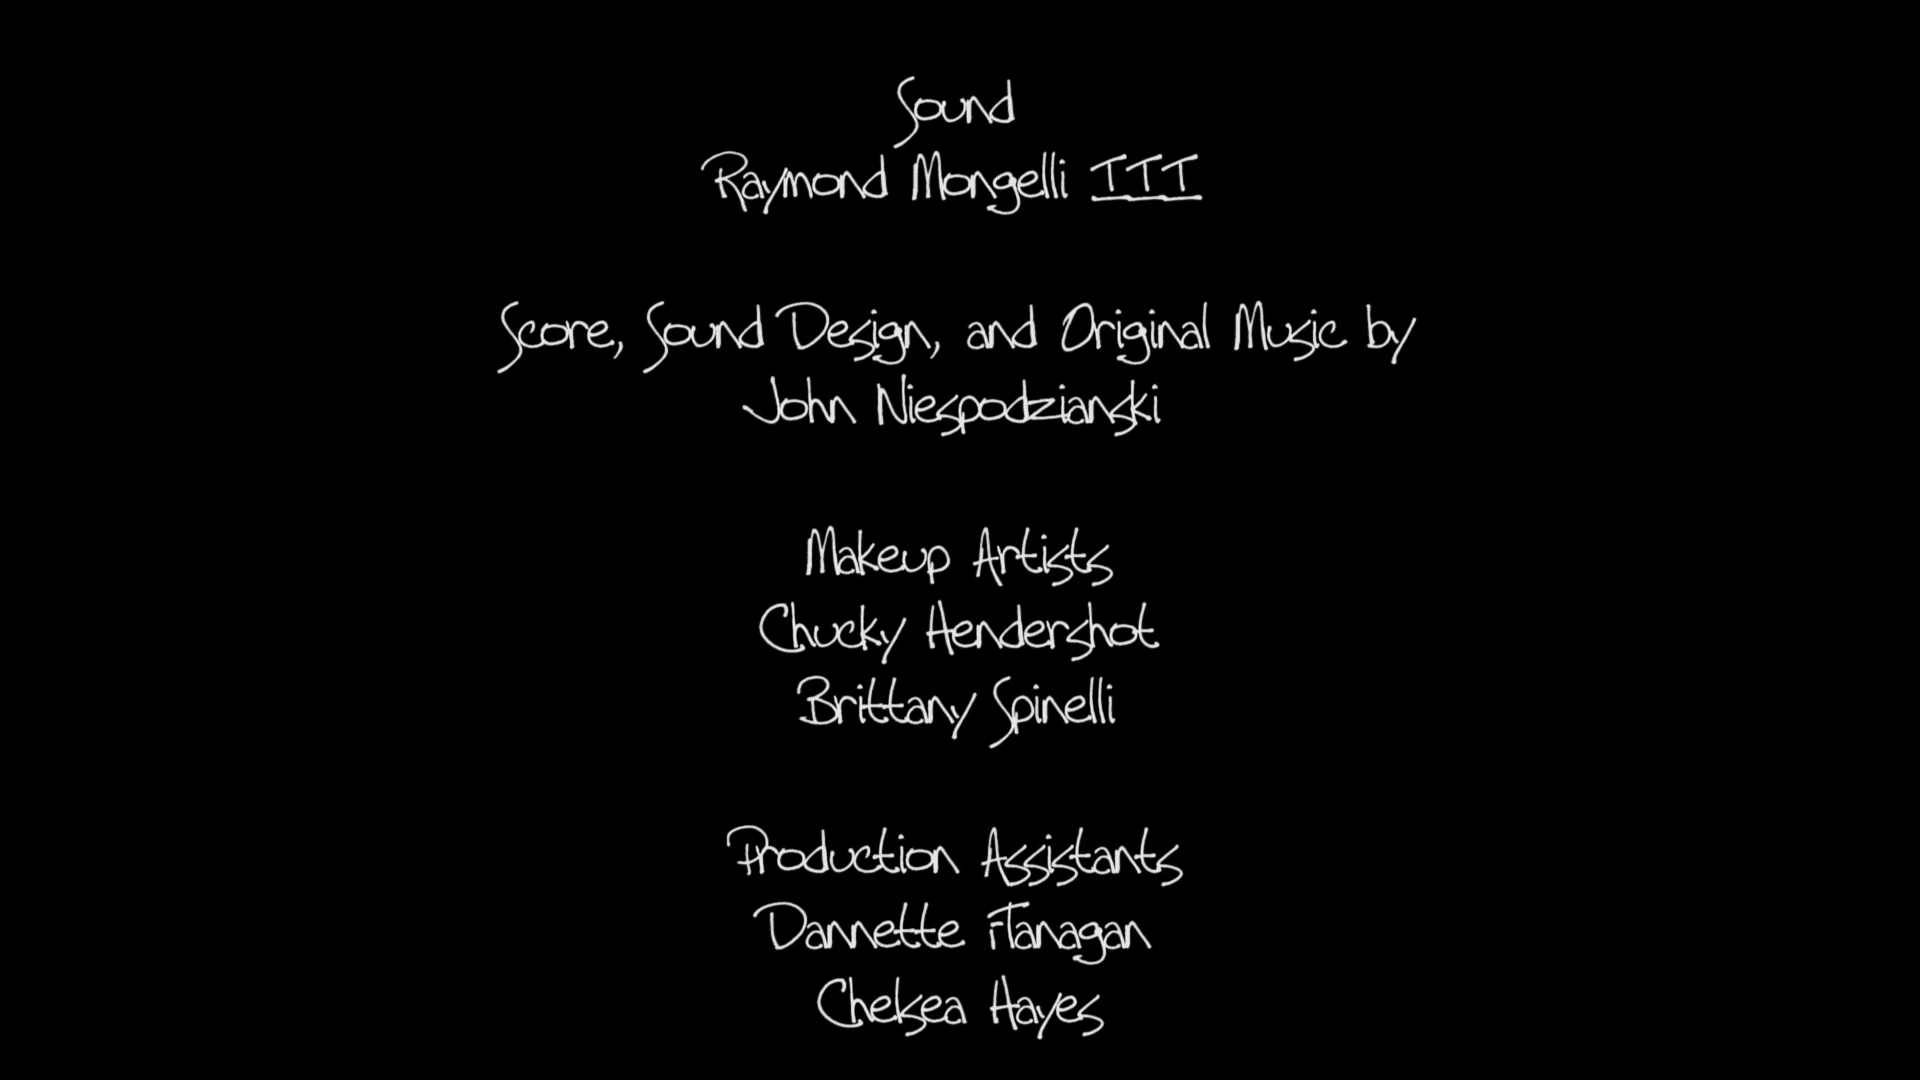 Sound
Raymond Mongelli III
Score, Sound Design, and Original Music by
John Niespodzianski
Makeup Artists
Chucky Hendershot
Brittany Spinelli
Production Assistants
Dannette Flanagan
Chelsea Hayes